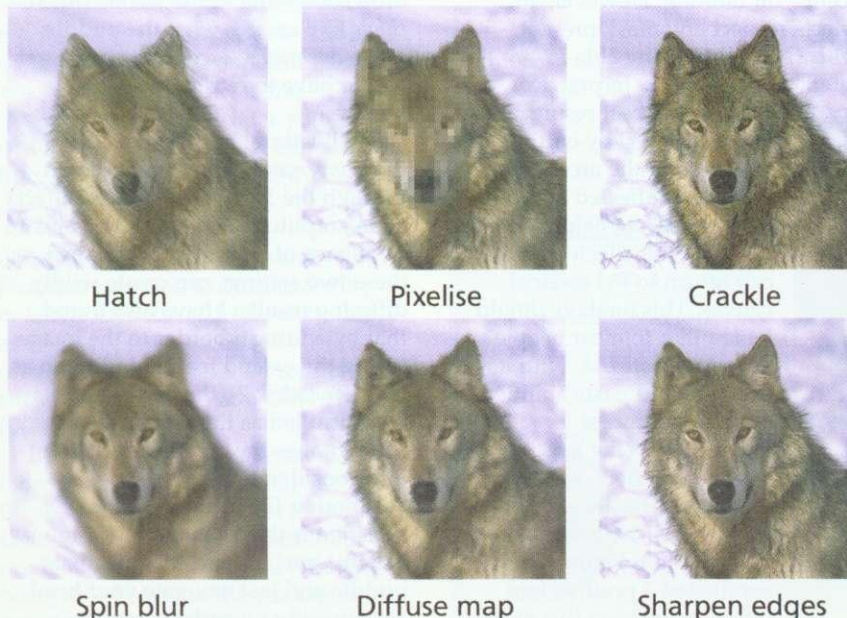 Hatch
Pixelise
Crackle
Spin blur
Diffuse map
Sharpen edges